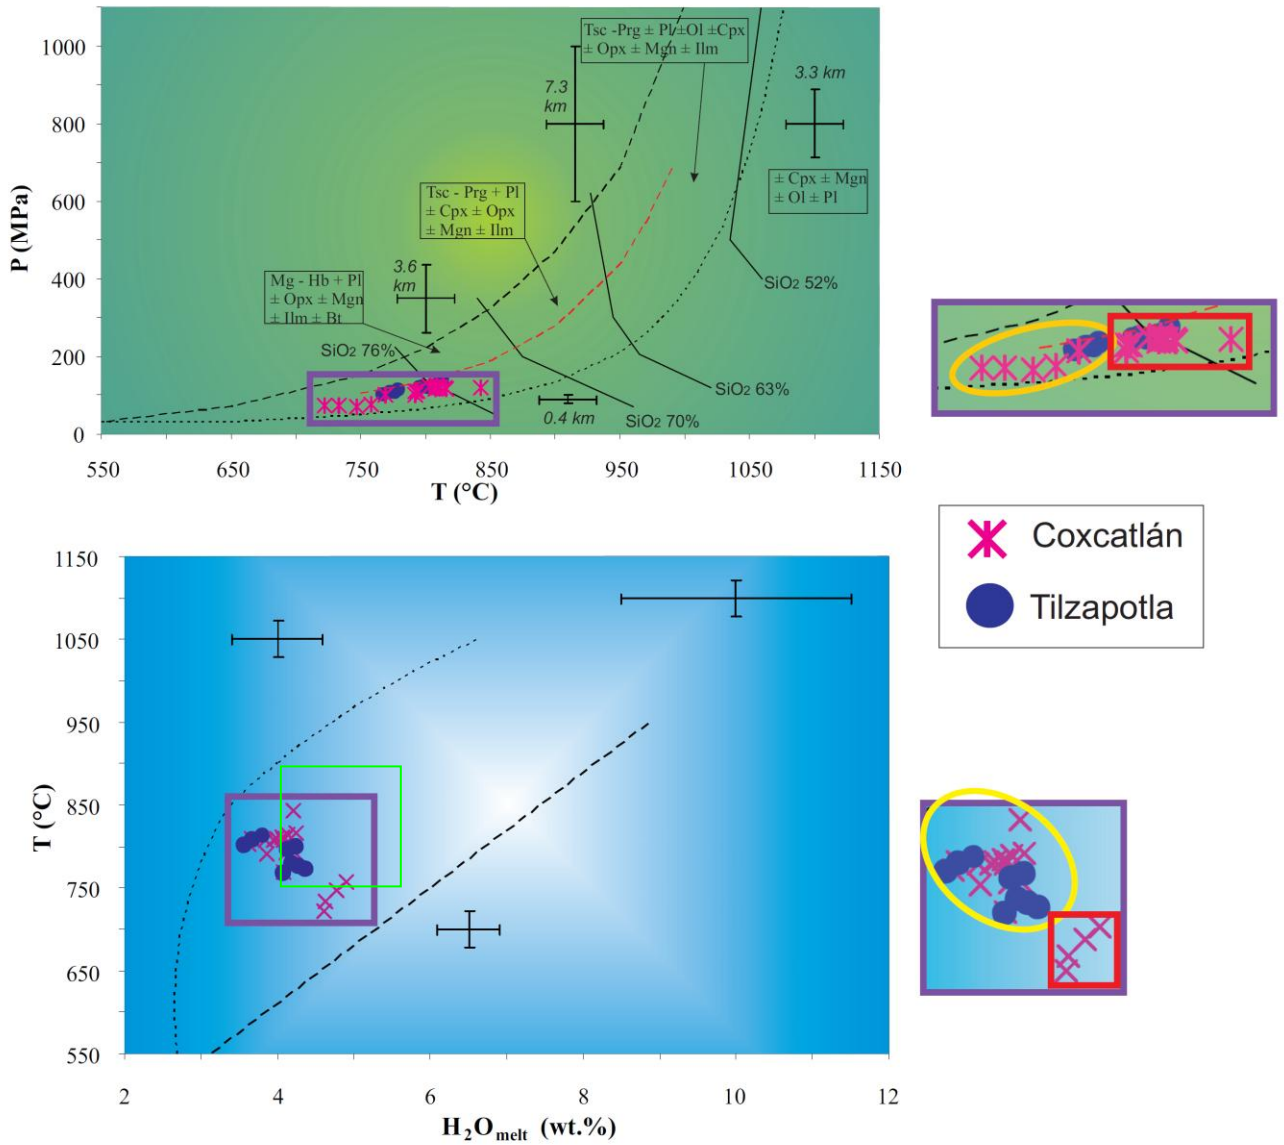 1000
800
600
400
200
0
P (MPa)
550
650
750
850
950
1050
1150
T (°C)
Tsc -Prg ± Pl ±Ol ±Cpx
± Opx ± Mgn ± Ilm
7.3
km
3.3 km
± Cpx ± Mgn
± Ol ± Pl
Tsc - Prg + Pl
± Cpx ± Opx
± Mgn ± Ilm
3.6
km
Mg - Hb + Pl
± Opx ± Mgn
± Ilm ± Bt
SiO2 76%
SiO2 52%
SiO2 63%
SiO2 70%
0.4 km
Coxcatlán
Tilzapotla
1150
1050
950
850
750
650
550
T (°C)
2
4
6
8
10
12
H2Omelt (wt.%)